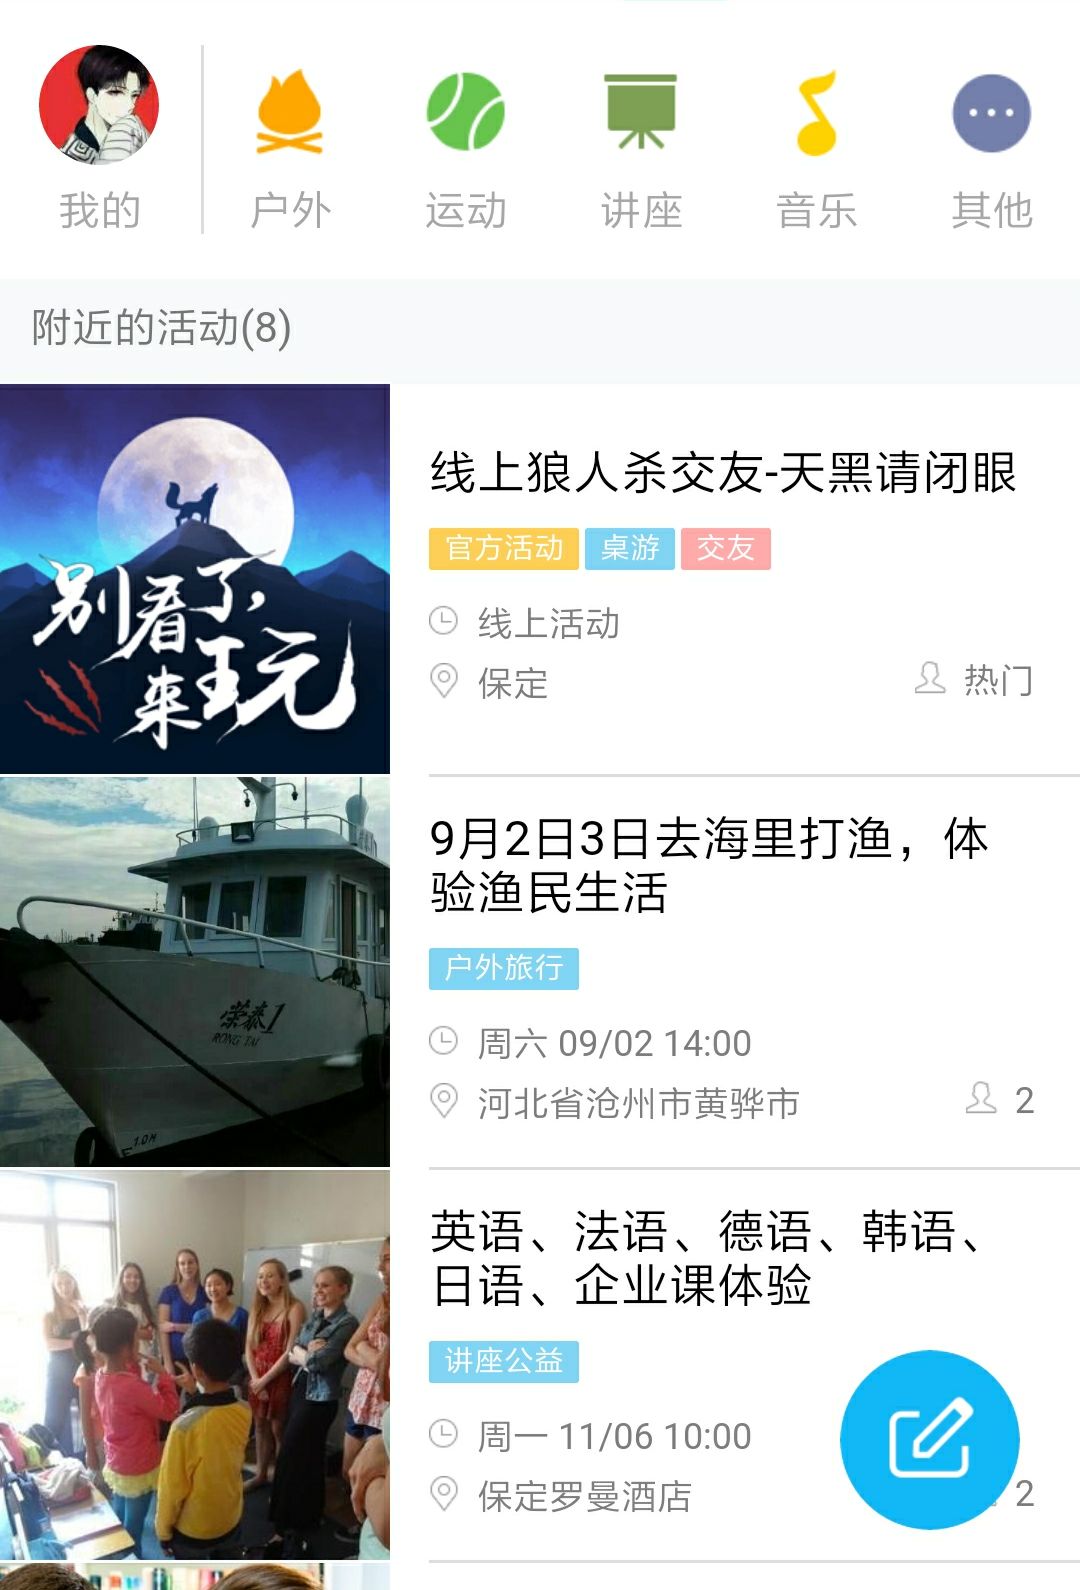 我的
户外
运动
讲座
音乐
其他
附近的活动(8)
别看了,
来玩
线上狼人杀交友-天黑请闭眼
官方活动 桌游 交友
线上活动
保定
热门
荣泰1
RONG TAI
1.0M
9月2日3日去海里打渔，体
验渔民生活
户外旅行
周六 09/02 14:00
河北省沧州市黄骅市
2
英语、法语、德语、韩语、
日语、企业课体验
讲座公益
周一 11/06 10:00
保定罗曼酒店
2